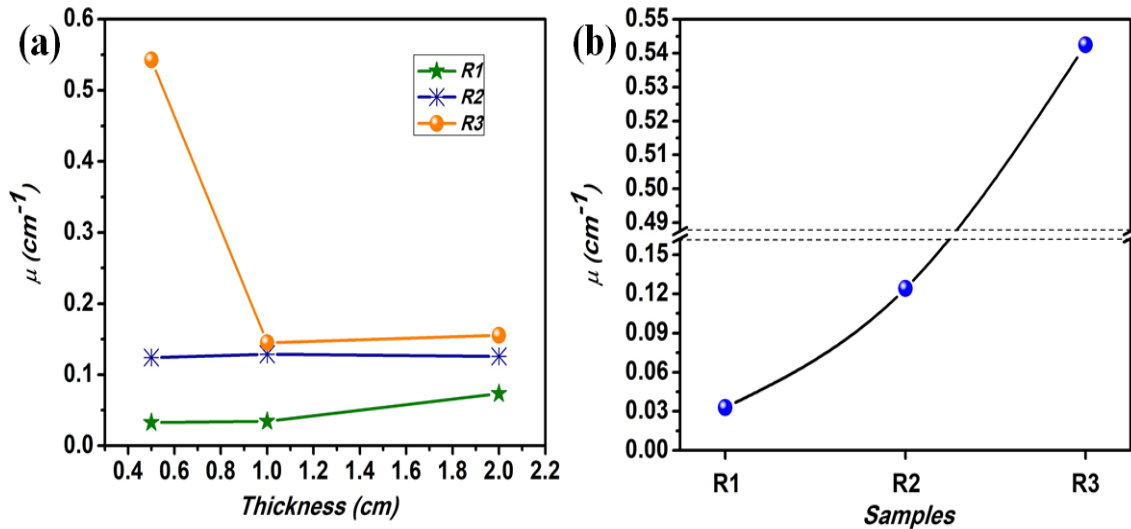 (a)
0.6
0.5
0.4
0.3
0.2
0.1
0.0
μ (cm⁻¹)
R1
R2
R3
0.4 0.6 0.8 1.0 1.2 1.4 1.6 1.8 2.0 2.2
Thickness (cm)
(b)
0.55
0.54
0.53
0.52
0.51
0.50
0.49
0.15
0.12
0.09
0.06
0.03
0.00
μ (cm⁻¹)
R1 R2 R3
Samples